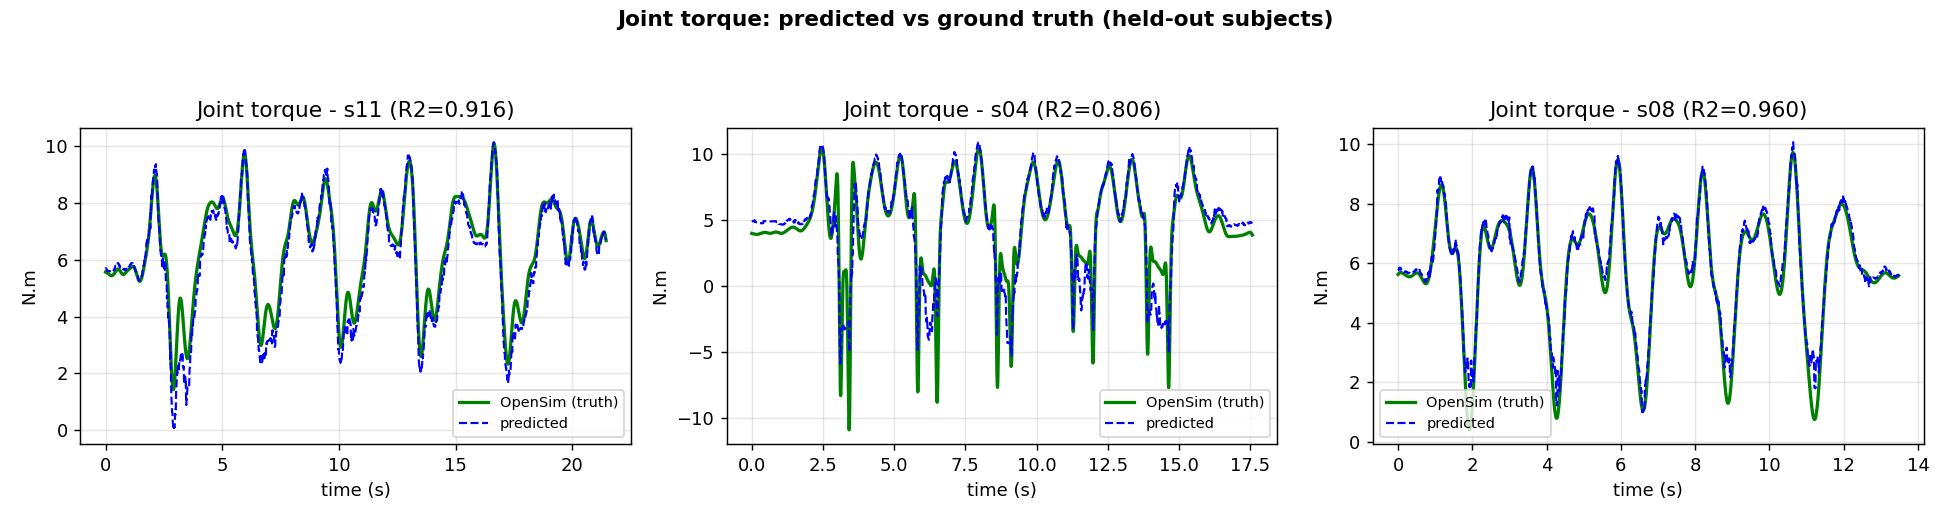 Joint torque: predicted vs ground truth (held-out subjects)
Joint torque - s11 (R2=0.916)
N.m
10
8
6
4
2
0
0
5
10
15
20
time (s)
OpenSim (truth)
predicted
Joint torque - s04 (R2=0.806)
N.m
10
5
0
−5
−10
0.0
2.5
5.0
7.5
10.0
12.5
15.0
17.5
time (s)
OpenSim (truth)
predicted
Joint torque - s08 (R2=0.960)
N.m
10
8
6
4
2
0
0
2
4
6
8
10
12
14
time (s)
OpenSim (truth)
predicted